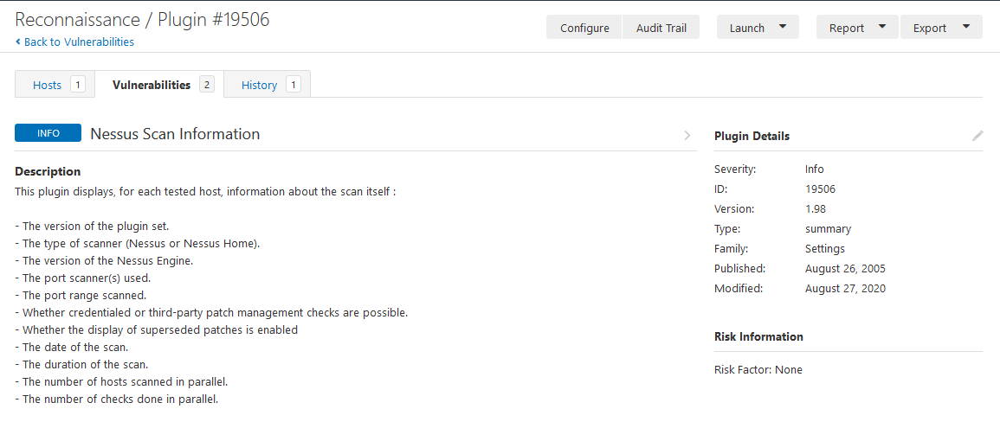 Reconnaissance / Plugin #19506
Back to Vulnerabilities
Configure Audit Trail Launch Report Export
Hosts 1 Vulnerabilities 2 History 1
INFO Nessus Scan Information
Description
This plugin displays, for each tested host, information about the scan itself :
- The version of the plugin set.
- The type of scanner (Nessus or Nessus Home).
- The version of the Nessus Engine.
- The port scanner(s) used.
- The port range scanned.
- Whether credentialed or third-party patch management checks are possible.
- Whether the display of superseded patches is enabled
- The date of the scan.
- The duration of the scan.
- The number of hosts scanned in parallel.
- The number of checks done in parallel.
Plugin Details
Severity: Info
ID: 19506
Version: 1.98
Type: summary
Family: Settings
Published: August 26, 2005
Modified: August 27, 2020
Risk Information
Risk Factor: None